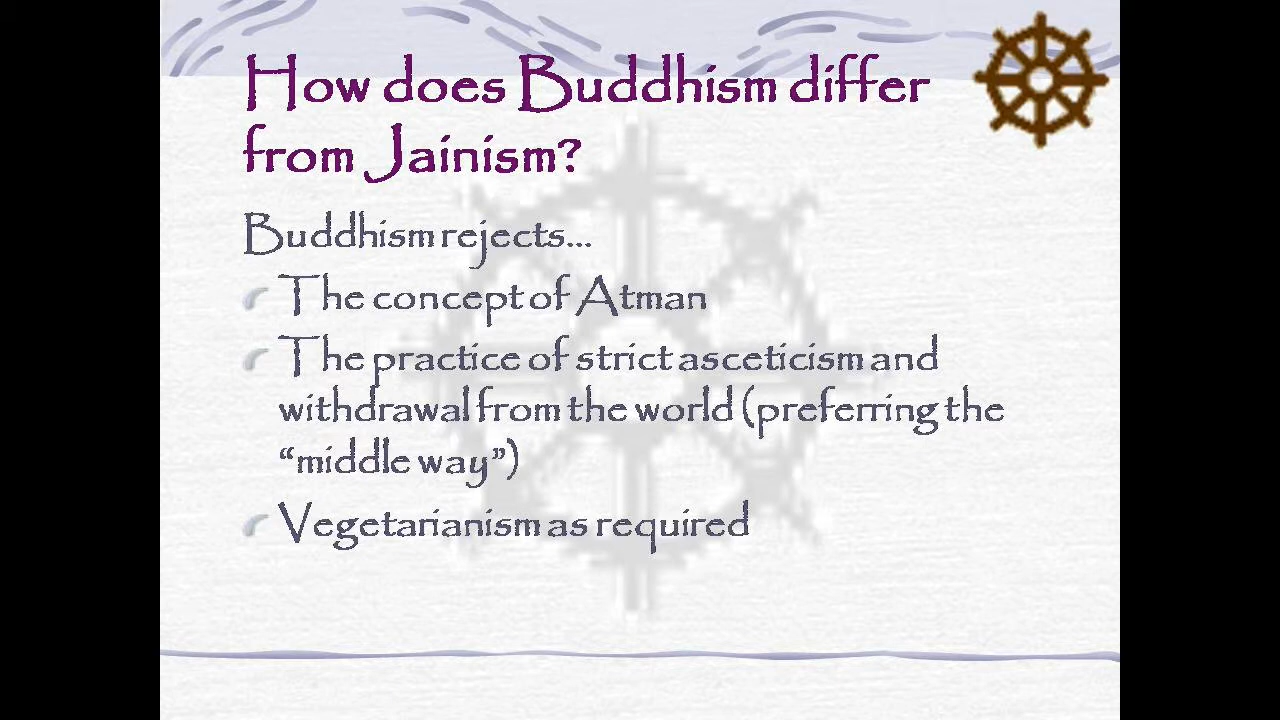 How does Buddhism differ
from Jainism?
Buddhism rejects...
The concept of Atman
The practice of strict asceticism and
withdrawal from the world (preferring the
“middle way”)
Vegetarianism as required